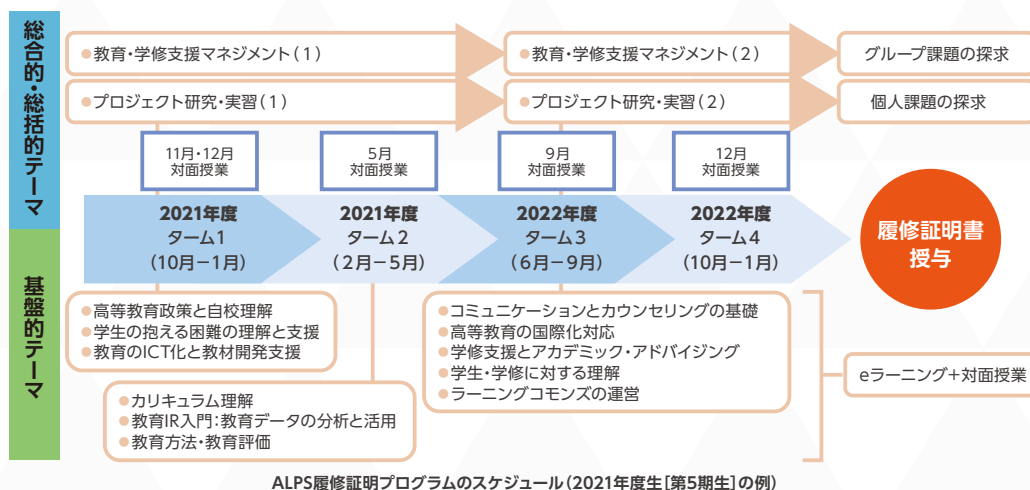 総合的・総括的テーマ
●教育・学修支援マネジメント(1)
●教育・学修支援マネジメント(2)
グループ課題の探求
●プロジェクト研究・実習(1)
●プロジェクト研究・実習(2)
個人課題の探求
11月・12月
対面授業
5月
対面授業
9月
対面授業
12月
対面授業
2021年度
ターム1
(10月−1月)
2021年度
ターム2
(2月−5月)
2022年度
ターム3
(6月−9月)
2022年度
ターム4
(10月−1月)
履修証明書
授与
基盤的テーマ
●高等教育政策と自校理解
●学生の抱える困難の理解と支援
●教育のICT化と教材開発支援
●カリキュラム理解
●教育IR入門：教育データの分析と活用
●教育方法・教育評価
●コミュニケーションとカウンセリングの基礎
●高等教育の国際化対応
●学修支援とアカデミック・アドバイジング
●学生・学修に対する理解
●ラーニングコモンズの運営
eラーニング＋対面授業
ALPS履修証明プログラムのスケジュール(2021年度生[第5期生]の例)